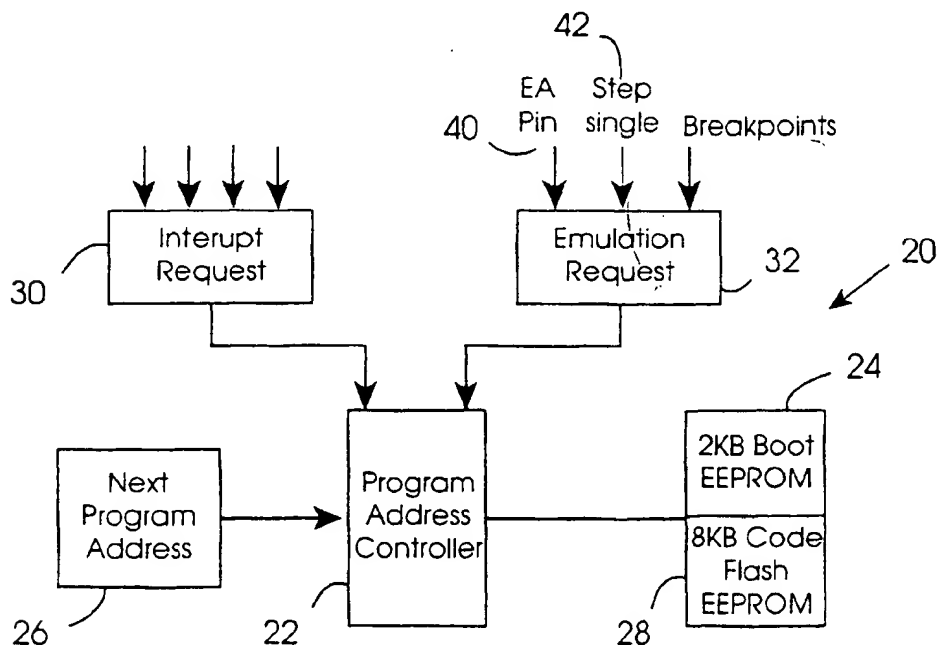 42
EA
Pin
Step
single
Breakpoints
40
Interupt
Request
Emulation
Request
30
32
20
24
Next
Program
Address
Program
Address
Controller
2KB Boot
EEPROM
8KB Code
Flash
EEPROM
26
22
28